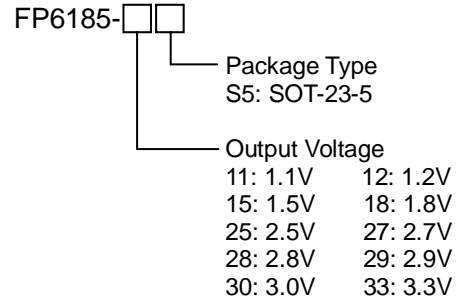 FP6185-□□
Package Type
S5: SOT-23-5
Output Voltage
11: 1.1V 12: 1.2V
15: 1.5V 18: 1.8V
25: 2.5V 27: 2.7V
28: 2.8V 29: 2.9V
30: 3.0V 33: 3.3V